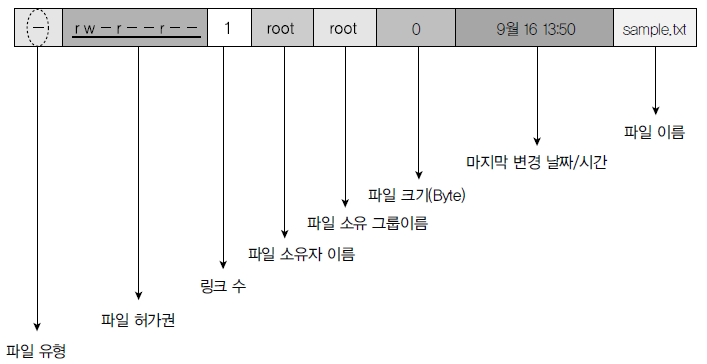 - rw-r--r-- 1 root root 0 9월 16 13:50 sample.txt
파일 이름
마지막 변경 날짜/시간
파일 크기(Byte)
파일 소유 그룹이름
파일 소유자 이름
링크 수
파일 허가권
파일 유형